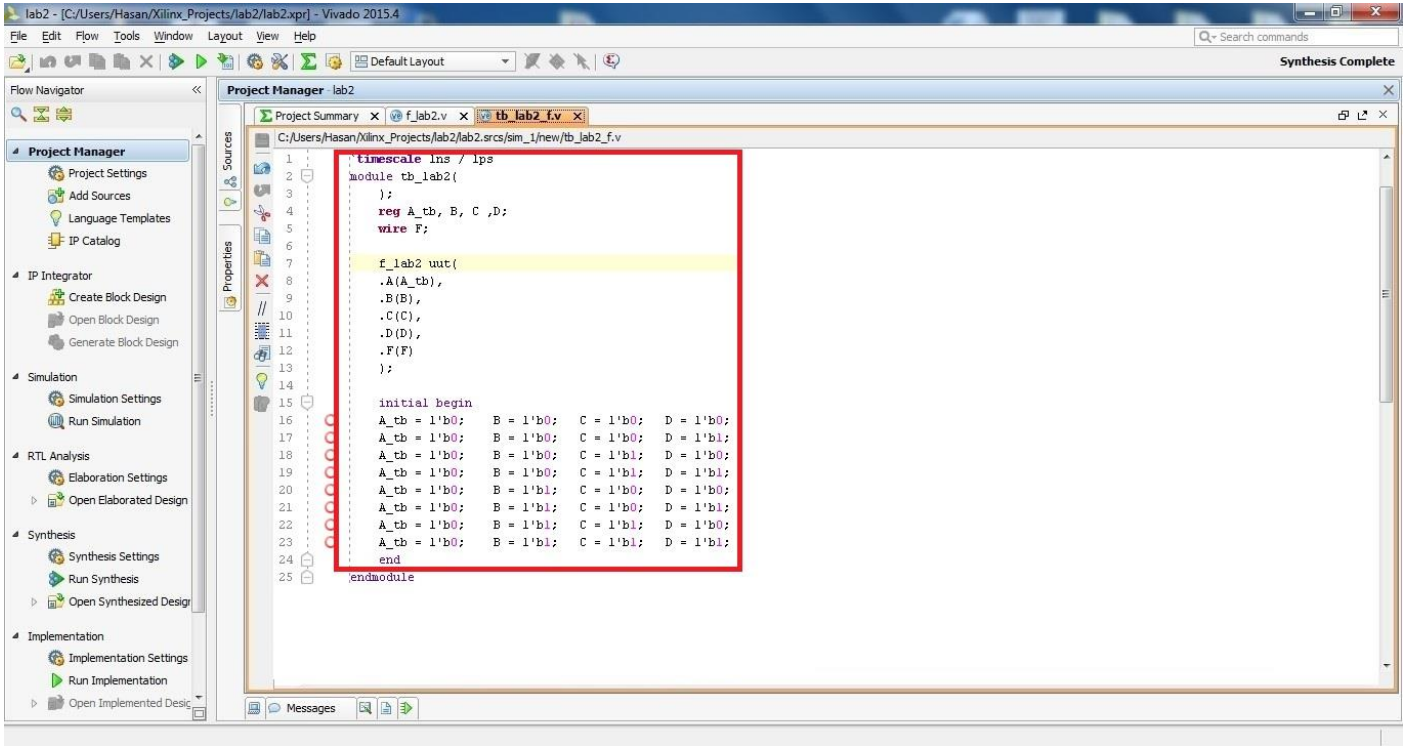 lab2 - [C:/Users/Hasan/Xilinx_Projects/lab2/lab2.xpr] - Vivado 2015.4
File Edit Flow Tools Window Layout View Help
Search commands
Default Layout
Synthesis Complete
Flow Navigator
Project Manager
Project Settings
Add Sources
Language Templates
IP Catalog
IP Integrator
Create Block Design
Open Block Design
Generate Block Design
Simulation
Simulation Settings
Run Simulation
RTL Analysis
Elaboration Settings
Open Elaborated Design
Synthesis
Synthesis Settings
Run Synthesis
Open Synthesized Desigr
Implementation
Implementation Settings
Run Implementation
Open Implemented Desig
Project Manager - lab2
Sources
Properties
Project Summary f_lab2.v tb_lab2_f.v
C:/Users/Hasan/Xilinx_Projects/lab2/lab2.srcs/sim_1/new/tb_lab2_f.v
1 `timescale 1ns / 1ps
2 module tb_lab2(
3 );
4 reg A_tb, B, C ,D;
5 wire F;
6
7 f_lab2 uut(
8 .A(A_tb),
9 .B(B),
10 .C(C),
11 .D(D),
12 .F(F)
13 );
14
15 initial begin
16 A_tb = 1'b0; B = 1'b0; C = 1'b0; D = 1'b0;
17 A_tb = 1'b0; B = 1'b0; C = 1'b0; D = 1'b1;
18 A_tb = 1'b0; B = 1'b0; C = 1'b1; D = 1'b0;
19 A_tb = 1'b0; B = 1'b0; C = 1'b1; D = 1'b1;
20 A_tb = 1'b0; B = 1'b1; C = 1'b0; D = 1'b0;
21 A_tb = 1'b0; B = 1'b1; C = 1'b0; D = 1'b1;
22 A_tb = 1'b0; B = 1'b1; C = 1'b1; D = 1'b0;
23 A_tb = 1'b0; B = 1'b1; C = 1'b1; D = 1'b1;
24 end
25 endmodule
Messages